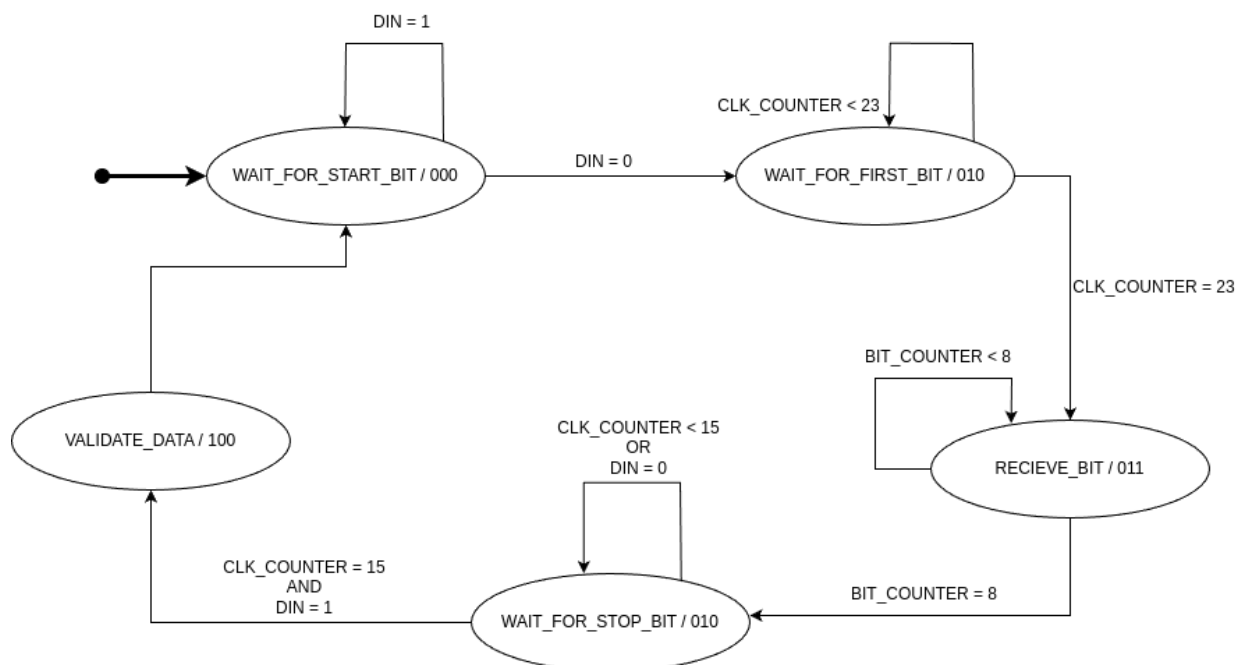 DIN = 1
CLK_COUNTER < 23
WAIT_FOR_START_BIT / 000
DIN = 0
WAIT_FOR_FIRST_BIT / 010
CLK_COUNTER = 23
BIT_COUNTER < 8
RECIEVE_BIT / 011
VALIDATE_DATA / 100
CLK_COUNTER < 15
OR
DIN = 0
CLK_COUNTER = 15
AND
DIN = 1
WAIT_FOR_STOP_BIT / 010
BIT_COUNTER = 8